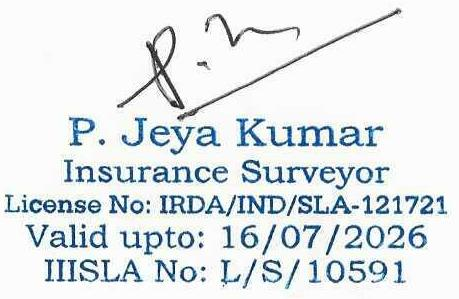 P. Jeya Kumar
Insurance Surveyor
License No: IRDA/IND/SLA-121721
Valid upto: 16/07/2026
IIISLA No: L/S/10591